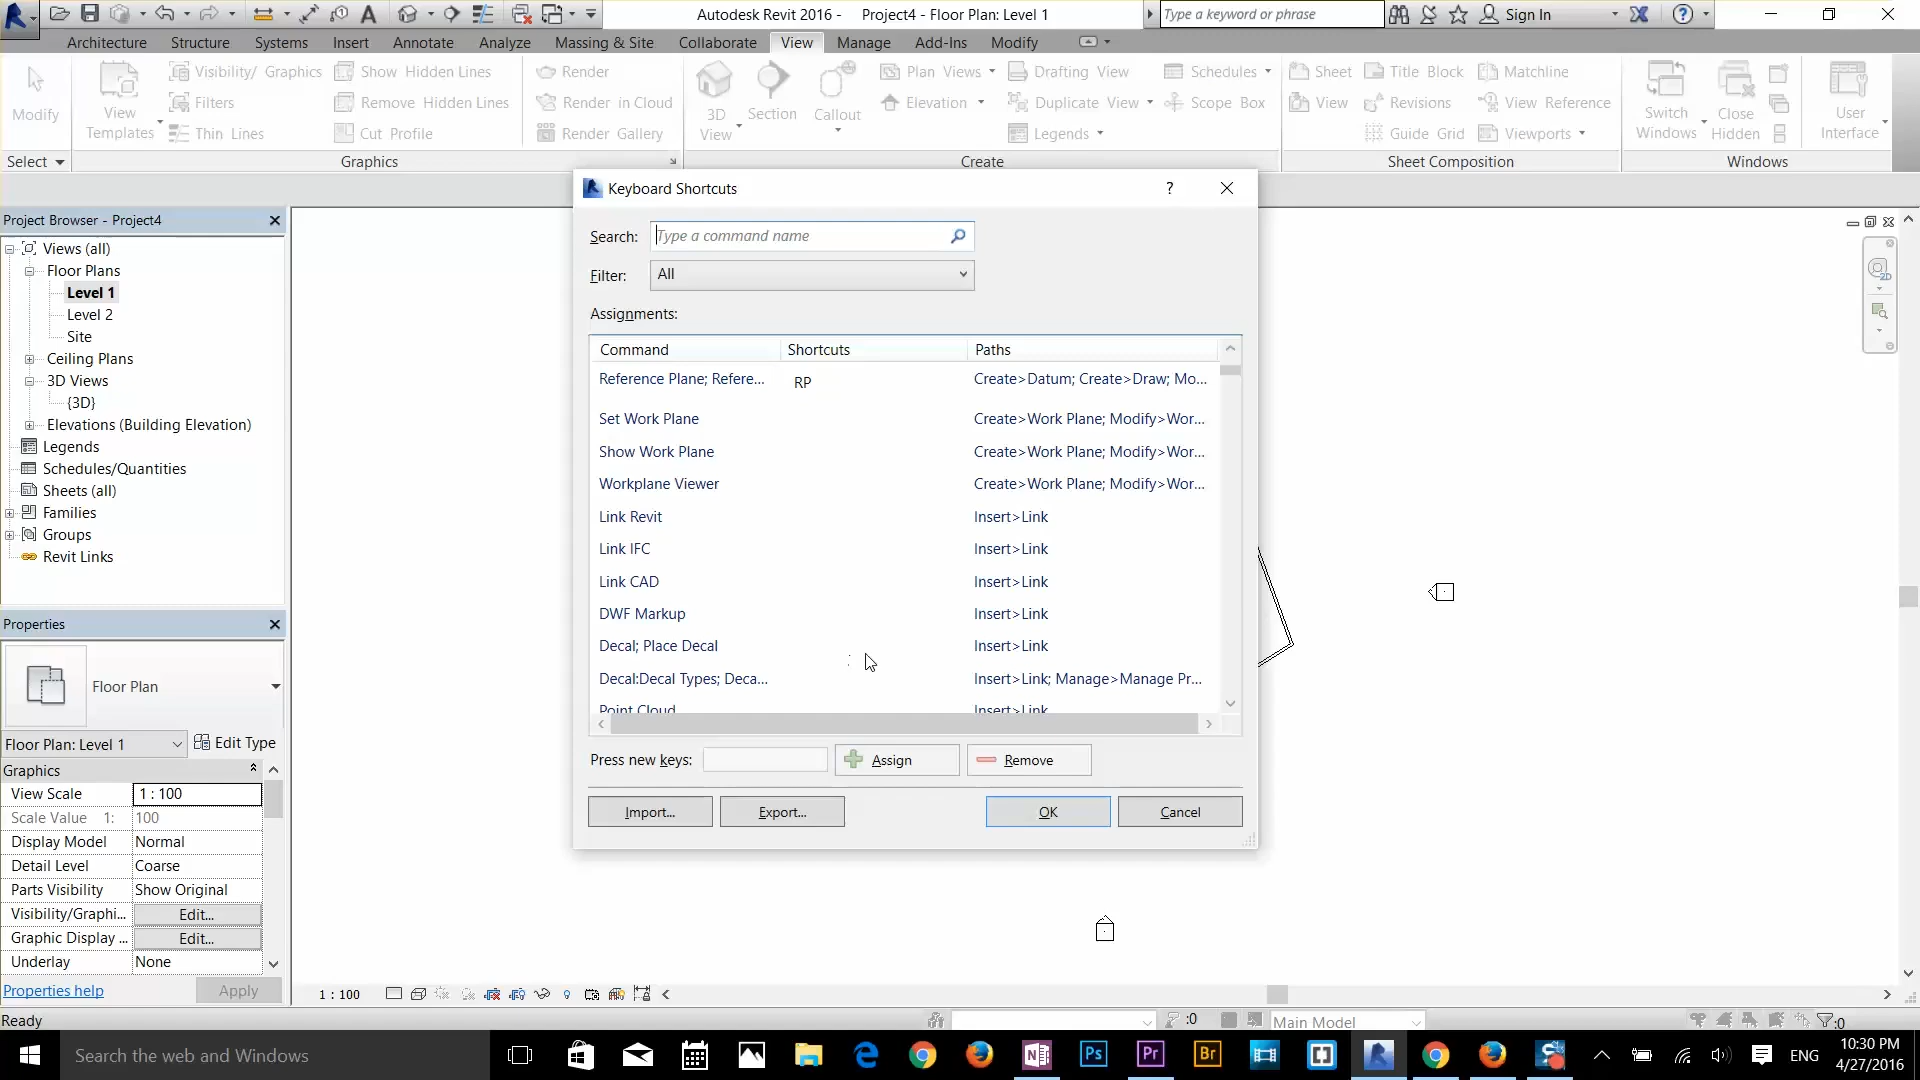 Autodesk Revit 2016 - Project4 - Floor Plan: Level 1
Type a keyword or phrase
Sign In
Architecture Structure Systems Insert Annotate Analyze Massing & Site Collaborate View Manage Add-Ins Modify
Modify
View Templates
Visibility/ Graphics
Filters
Thin Lines
Show Hidden Lines
Remove Hidden Lines
Cut Profile
Render
Render in Cloud
Render Gallery
3D View
Section
Callout
Plan Views
Elevation
Drafting View
Duplicate View
Legends
Schedules
Scope Box
Sheet
View
Title Block
Revisions
Guide Grid
Matchline
View Reference
Viewports
Switch Windows
Close Hidden
User Interface
Select
Graphics
Create
Sheet Composition
Windows
Project Browser - Project4
Views (all)
Floor Plans
Level 1
Level 2
Site
Ceiling Plans
3D Views
{3D}
Elevations (Building Elevation)
Legends
Schedules/Quantities
Sheets (all)
Families
Groups
Revit Links
Properties
Floor Plan
Floor Plan: Level 1
Edit Type
Graphics
View Scale 1 : 100
Scale Value 1: 100
Display Model Normal
Detail Level Coarse
Parts Visibility Show Original
Visibility/Graphi... Edit...
Graphic Display ... Edit...
Underlay None
Properties help
Apply
Keyboard Shortcuts
?
Search: Type a command name
Filter: All
Assignments:
Command Shortcuts Paths
Reference Plane; Refere... RP Create>Datum; Create>Draw; Mo...
Set Work Plane Create>Work Plane; Modify>Wor...
Show Work Plane Create>Work Plane; Modify>Wor...
Workplane Viewer Create>Work Plane; Modify>Wor...
Link Revit Insert>Link
Link IFC Insert>Link
Link CAD Insert>Link
DWF Markup Insert>Link
Decal; Place Decal Insert>Link
Decal:Decal Types; Deca... Insert>Link; Manage>Manage Pr...
Point Cloud Insert>Link
Press new keys:
Assign
Remove
Import...
Export...
OK
Cancel
1 : 100
Ready
:0
Main Model
:0
Search the web and Windows
Ps
Pr
Br
ENG
10:30 PM
4/27/2016